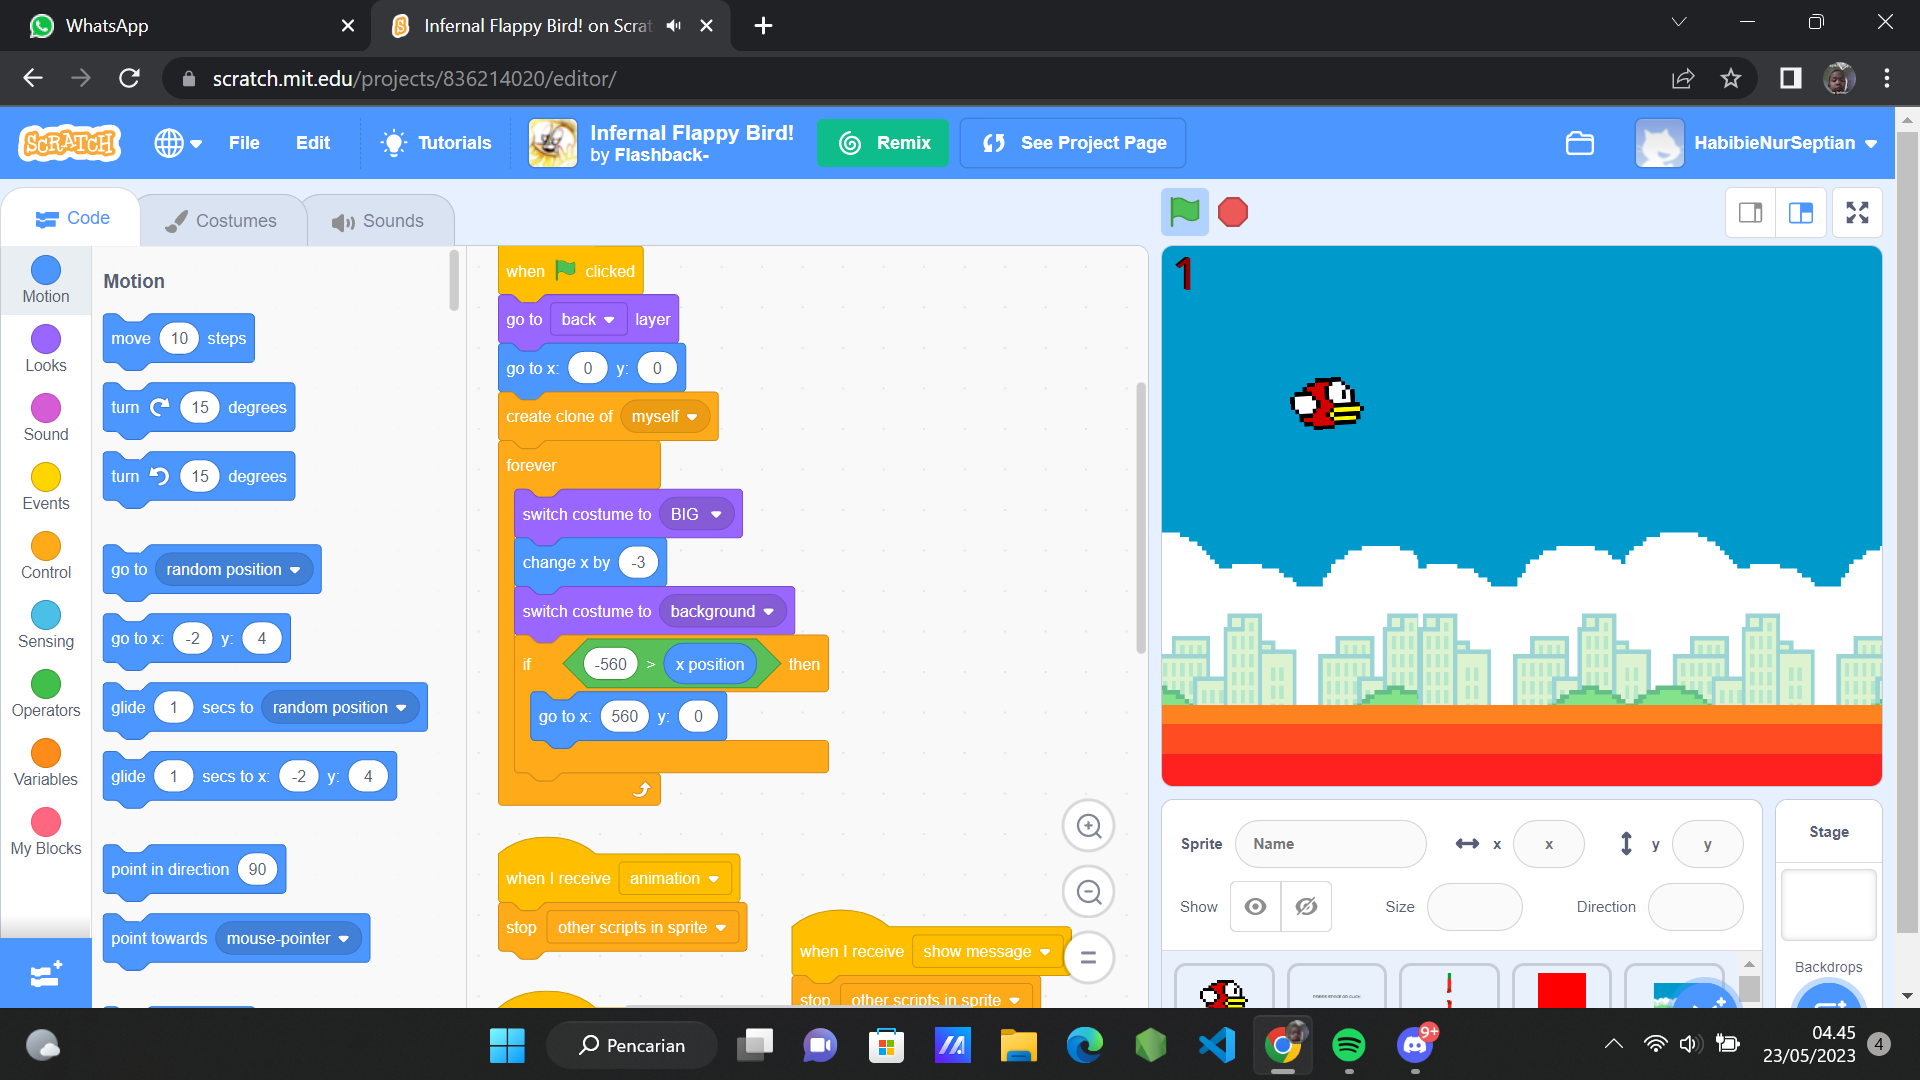 WhatsApp
Infernal Flappy Bird! on Scrat
scratch.mit.edu/projects/836214020/editor/
SCRATCH
File
Edit
Tutorials
Infernal Flappy Bird!
by Flashback-
Remix
See Project Page
HabibieNurSeptian
Code
Costumes
Sounds
Motion
Looks
Sound
Events
Control
Sensing
Operators
Variables
My Blocks
Motion
move 10 steps
turn 15 degrees
turn 15 degrees
go to random position
go to x: -2 y: 4
glide 1 secs to random position
glide 1 secs to x: -2 y: 4
point in direction 90
point towards mouse-pointer
when clicked
go to back layer
go to x: 0 y: 0
create clone of myself
forever
switch costume to BIG
change x by -3
switch costume to background
if -560 > x position then
go to x: 560 y: 0
when I receive animation
stop other scripts in sprite
when I receive show message
stop other scripts in sprite
1
Sprite Name x x y y
Show Size Direction
Stage
Backdrops
Pencarian
9+
04.45
23/05/2023
4